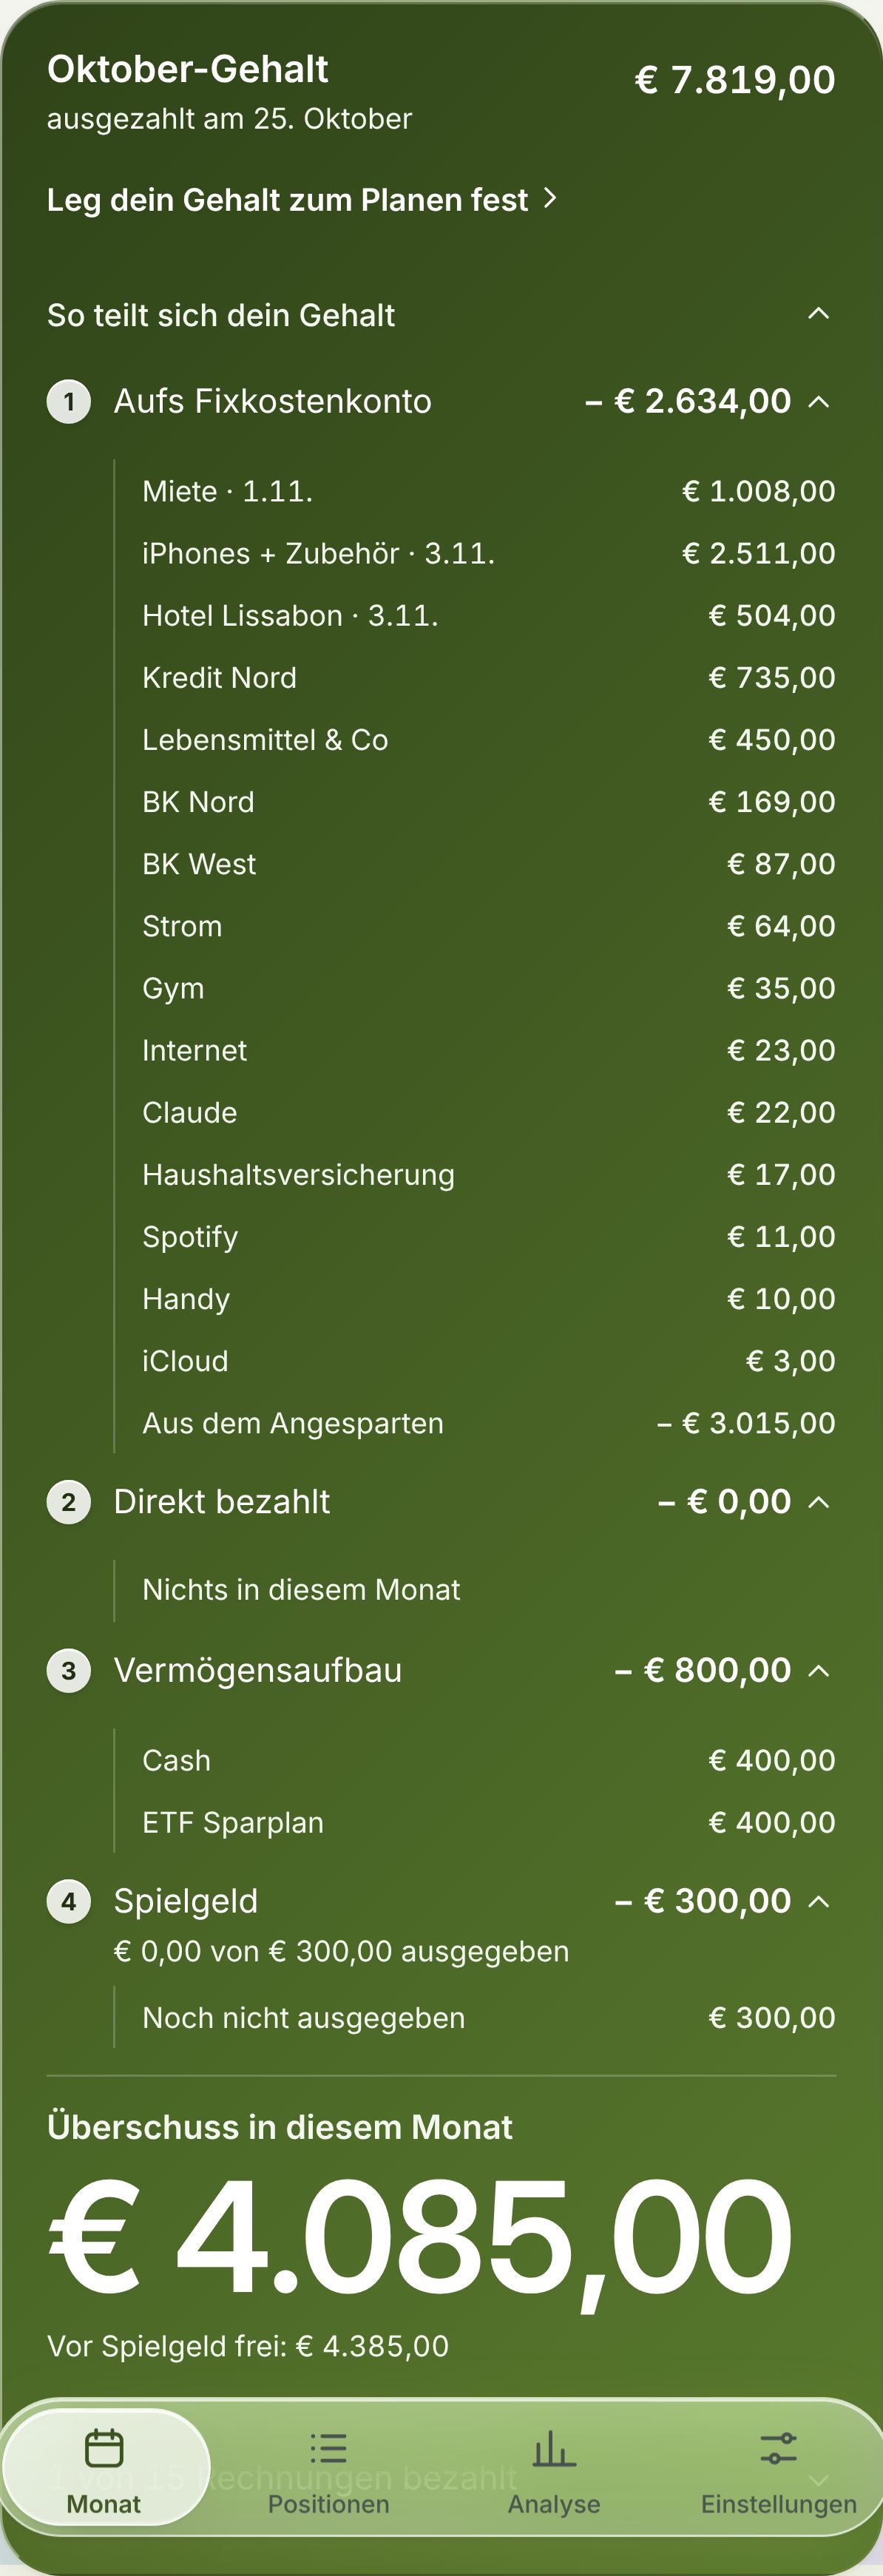 Oktober-Gehalt
€ 7.819,00
ausgezahlt am 25. Oktober
Leg dein Gehalt zum Planen fest
So teilt sich dein Gehalt
1 Aufs Fixkostenkonto – € 2.634,00
Miete · 1.11. € 1.008,00
iPhones + Zubehör · 3.11. € 2.511,00
Hotel Lissabon · 3.11. € 504,00
Kredit Nord € 735,00
Lebensmittel & Co € 450,00
BK Nord € 169,00
BK West € 87,00
Strom € 64,00
Gym € 35,00
Internet € 23,00
Claude € 22,00
Haushaltsversicherung € 17,00
Spotify € 11,00
Handy € 10,00
iCloud € 3,00
Aus dem Angesparten – € 3.015,00
2 Direkt bezahlt – € 0,00
Nichts in diesem Monat
3 Vermögensaufbau – € 800,00
Cash € 400,00
ETF Sparplan € 400,00
4 Spielgeld – € 300,00
€ 0,00 von € 300,00 ausgegeben
Noch nicht ausgegeben € 300,00
Überschuss in diesem Monat
€ 4.085,00
Vor Spielgeld frei: € 4.385,00
1 von 15 Rechnungen bezahlt
Monat Positionen Analyse Einstellungen